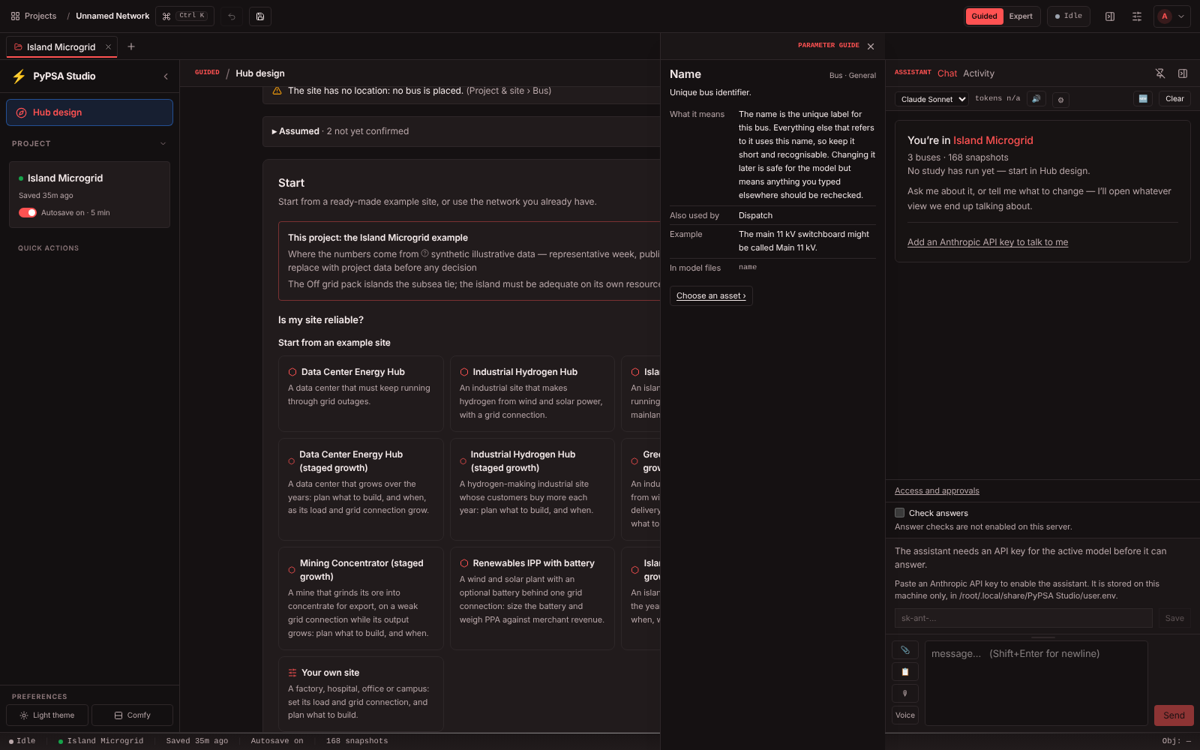 Projects / Unnamed Network ⌘ Ctrl K
Guided Expert Idle A
Island Microgrid × +
PyPSA Studio
Hub design
PROJECT
Island Microgrid
Saved 35m ago
Autosave on · 5 min
QUICK ACTIONS
PREFERENCES
Light theme Comfy
GUIDED / Hub design
The site has no location: no bus is placed. (Project & site › Bus)
▸ Assumed · 2 not yet confirmed
Start
Start from a ready-made example site, or use the network you already have.
This project: the Island Microgrid example
Where the numbers come from ? synthetic illustrative data — representative week, publi
replace with project data before any decision
The Off grid pack islands the subsea tie; the island must be adequate on its own resourc
Is my site reliable?
Start from an example site
Data Center Energy Hub
A data center that must keep running
through grid outages.
Industrial Hydrogen Hub
An industrial site that makes
hydrogen from wind and solar power,
with a grid connection.
Isla
An islan
running
mainlan
Data Center Energy Hub
(staged growth)
A data center that grows over the
years: plan what to build, and when,
as its load and grid connection grow.
Industrial Hydrogen Hub
(staged growth)
A hydrogen-making industrial site
whose customers buy more each
year: plan what to build, and when.
Gree
grow
An indu
from wi
delivery
what to
Mining Concentrator (staged
growth)
A mine that grinds its ore into
concentrate for export, on a weak
grid connection while its output
grows: plan what to build, and when.
Renewables IPP with battery
A wind and solar plant with an
optional battery behind one grid
connection: size the battery and
weigh PPA against merchant revenue.
Islan
grow
An islan
the year
when, w
Your own site
A factory, hospital, office or campus:
set its load and grid connection, and
plan what to build.
PARAMETER GUIDE ×
Name Bus · General
Unique bus identifier.
What it means The name is the unique label for
this bus. Everything else that refers
to it uses this name, so keep it
short and recognisable. Changing it
later is safe for the model but
means anything you typed
elsewhere should be rechecked.
Also used by Dispatch
Example The main 11 kV switchboard might
be called Main 11 kV.
In model files name
Choose an asset ›
ASSISTANT Chat Activity
Claude Sonnet tokens n/a Clear
You're in Island Microgrid
3 buses · 168 snapshots
No study has run yet — start in Hub design.
Ask me about it, or tell me what to change — I'll open whatever
view we end up talking about.
Add an Anthropic API key to talk to me
Access and approvals
Check answers
Answer checks are not enabled on this server.
The assistant needs an API key for the active model before it can
answer.
Paste an Anthropic API key to enable the assistant. It is stored on this
machine only, in /root/.local/share/PyPSA Studio/user.env.
sk-ant-... Save
message... (Shift+Enter for newline)
Voice
Send
Idle Island Microgrid Saved 35m ago Autosave on 168 snapshots Obj: —